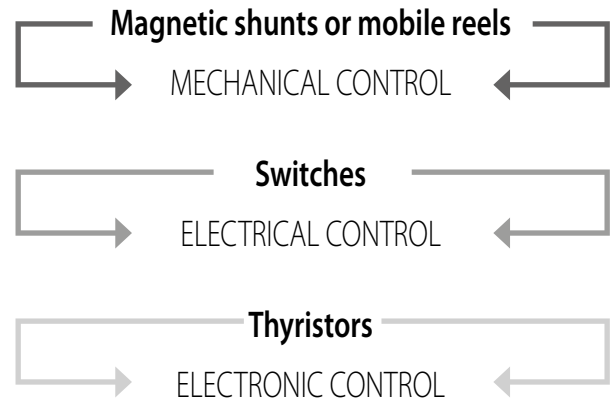 Magnetic shunts or mobile reels
MECHANICAL CONTROL
Switches
ELECTRICAL CONTROL
Thyristors
ELECTRONIC CONTROL